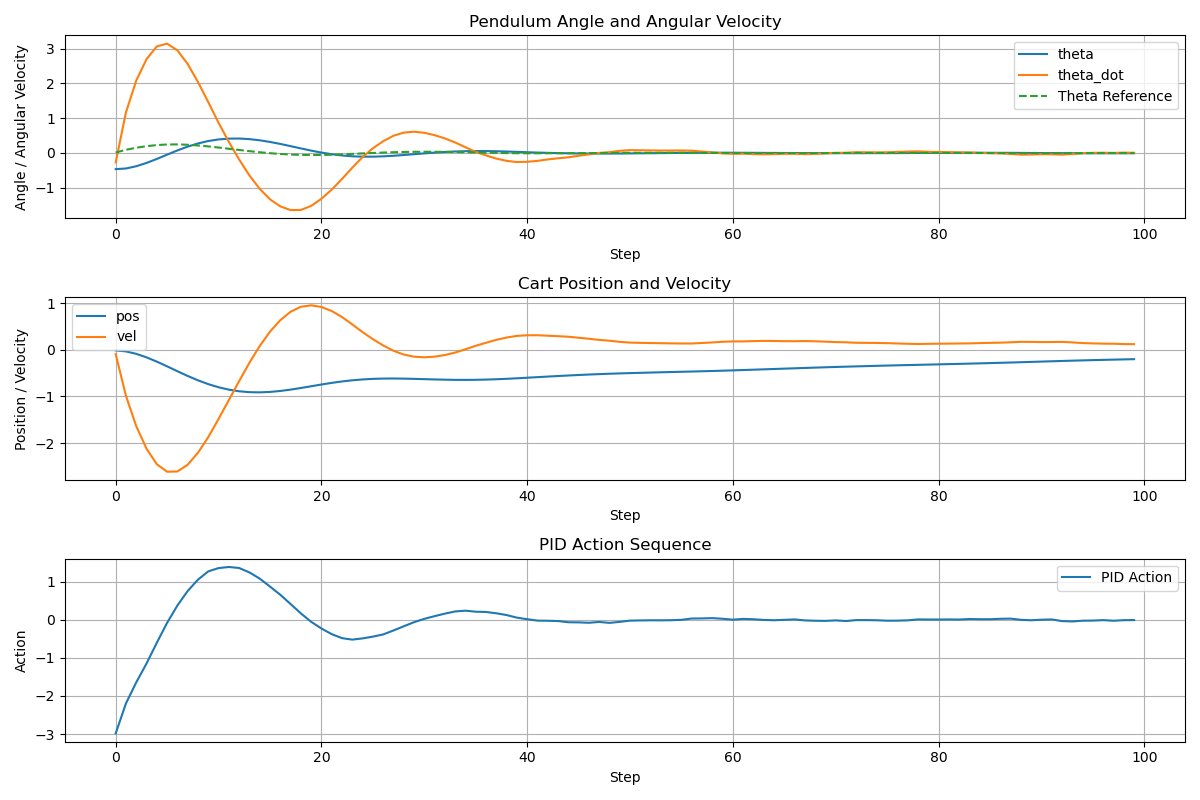 Pendulum Angle and Angular Velocity
Angle / Angular Velocity
3
2
1
0
−1
theta
theta_dot
Theta Reference
0 20 40 60 80 100
Step
Cart Position and Velocity
Position / Velocity
1
0
−1
−2
pos
vel
0 20 40 60 80 100
Step
PID Action Sequence
Action
1
0
−1
−2
−3
PID Action
0 20 40 60 80 100
Step